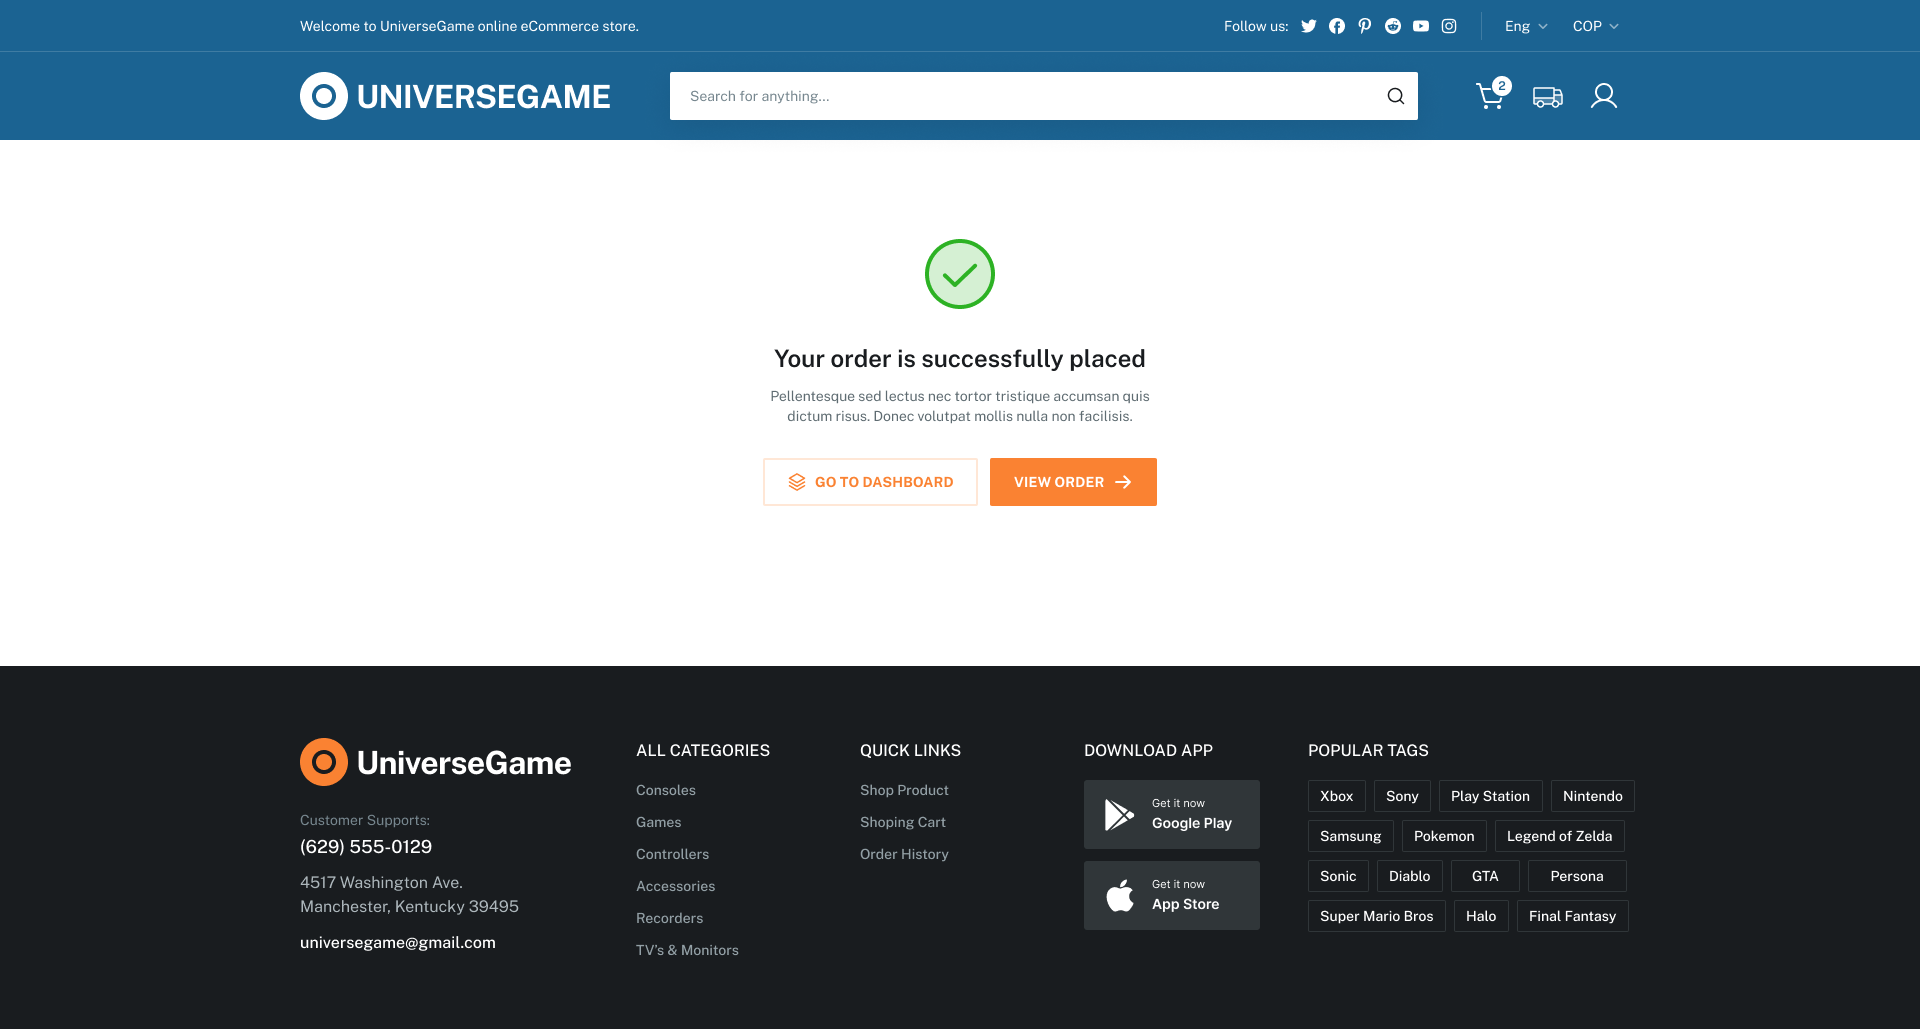 Welcome to UniverseGame online eCommerce store.
Follow us:
Eng
COP
UNIVERSEGAME
Search for anything...
2
Your order is successfully placed
Pellentesque sed lectus nec tortor tristique accumsan quis
dictum risus. Donec volutpat mollis nulla non facilisis.
GO TO DASHBOARD
VIEW ORDER
UniverseGame
Customer Supports:
(629) 555-0129
4517 Washington Ave.
Manchester, Kentucky 39495
universegame@gmail.com
ALL CATEGORIES
Consoles
Games
Controllers
Accessories
Recorders
TV's & Monitors
QUICK LINKS
Shop Product
Shoping Cart
Order History
DOWNLOAD APP
Get it now
Google Play
Get it now
App Store
POPULAR TAGS
Xbox Sony Play Station Nintendo
Samsung Pokemon Legend of Zelda
Sonic Diablo GTA Persona
Super Mario Bros Halo Final Fantasy